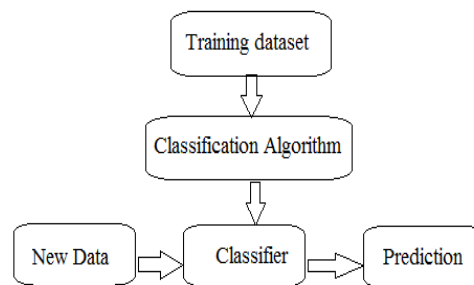 Training dataset
Classification Algorithm
New Data
Classifier
Prediction